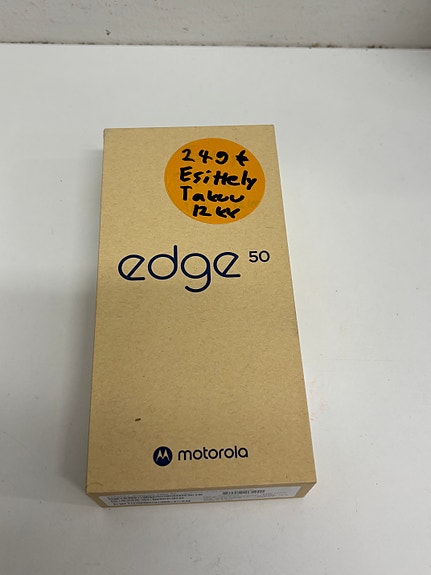 249 €
Esittely
Takuu
12 kk
edge 50
motorola